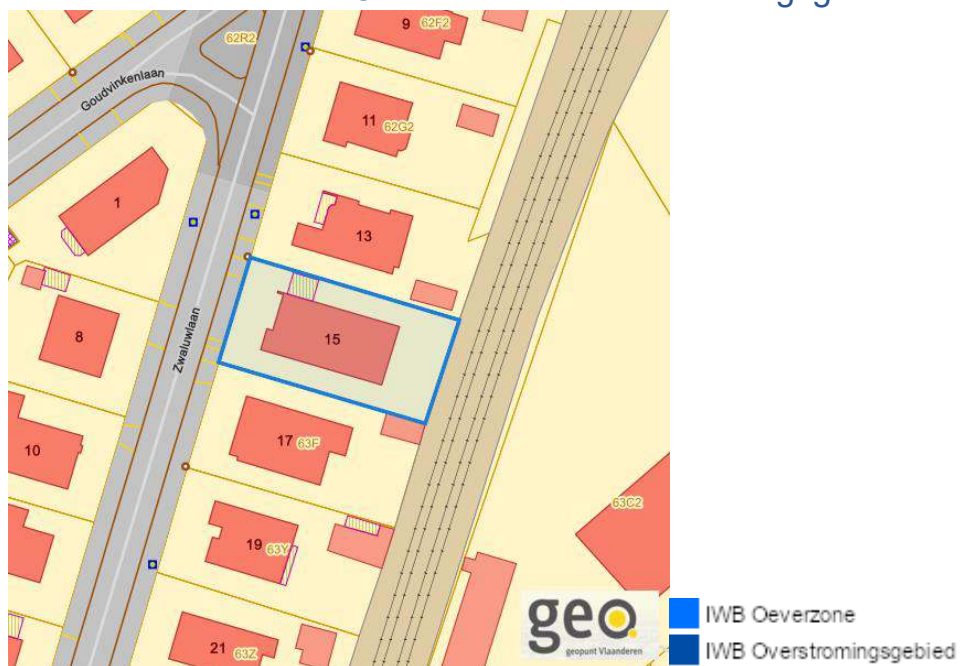 9 62F2
62R2
Goudvinkenlaan
11 62G2
1
13
15
Zwaluwlaan
8
17 63F
10
63C2
19 63Y
21 63Z
geo
geopunt Vlaanderen
IWB Oeverzone
IWB Overstromingsgebied